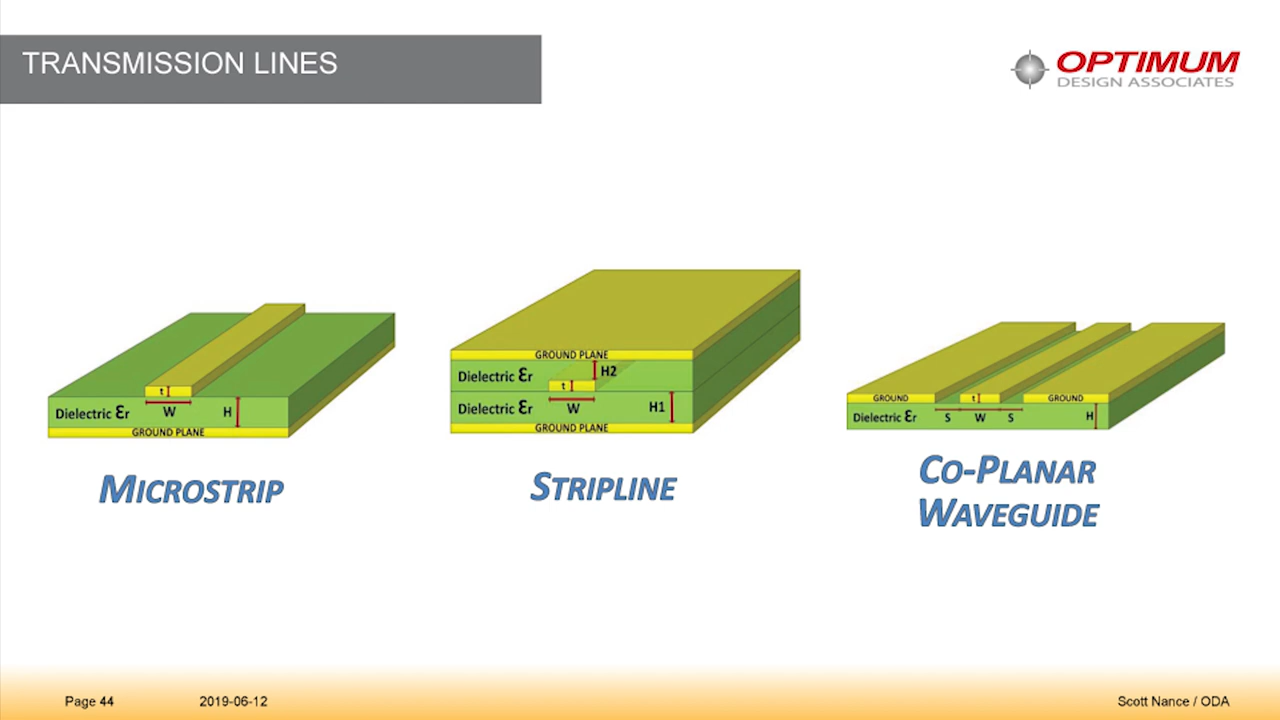 TRANSMISSION LINES
OPTIMUM
DESIGN ASSOCIATES
t
W
H
Dielectric Ɛr
GROUND PLANE
MICROSTRIP
GROUND PLANE
Dielectric Ɛr
H2
t
Dielectric Ɛr
W
H1
GROUND PLANE
STRIPLINE
GROUND
t
GROUND
Dielectric Ɛr
S
W
S
H
CO-PLANAR
WAVEGUIDE
Page 44
2019-06-12
Scott Nance / ODA